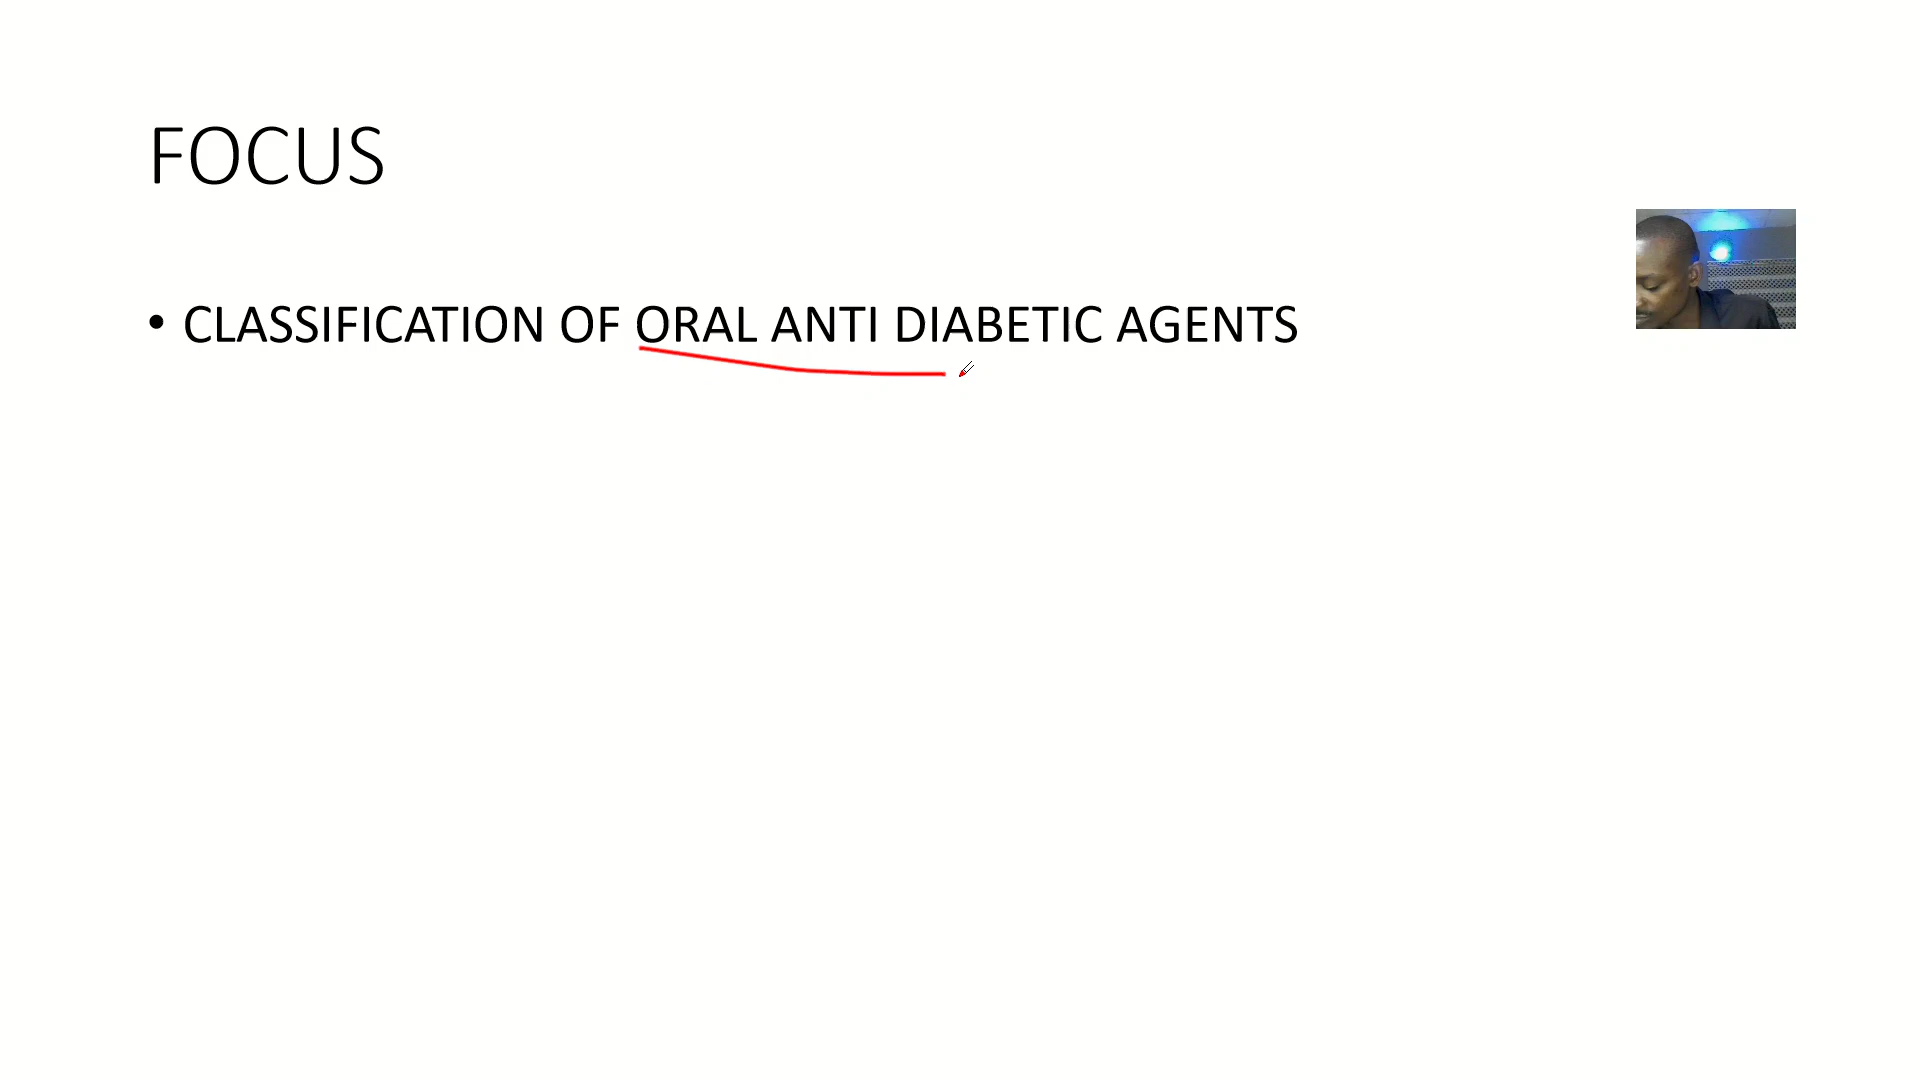 FOCUS
• CLASSIFICATION OF ORAL ANTI DIABETIC AGENTS